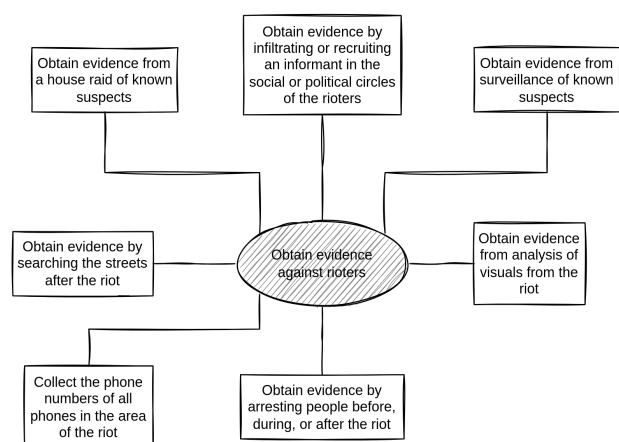 Obtain evidence by
infiltrating or recruiting
an informant in the
social or political circles
of the rioters
Obtain evidence from
a house raid of known
suspects
Obtain evidence from
surveillance of known
suspects
Obtain evidence by
searching the streets
after the riot
Obtain evidence
against rioters
Obtain evidence
from analysis of
visuals from the
riot
Collect the phone
numbers of all
phones in the area
of the riot
Obtain evidence by
arresting people before,
during, or after the riot